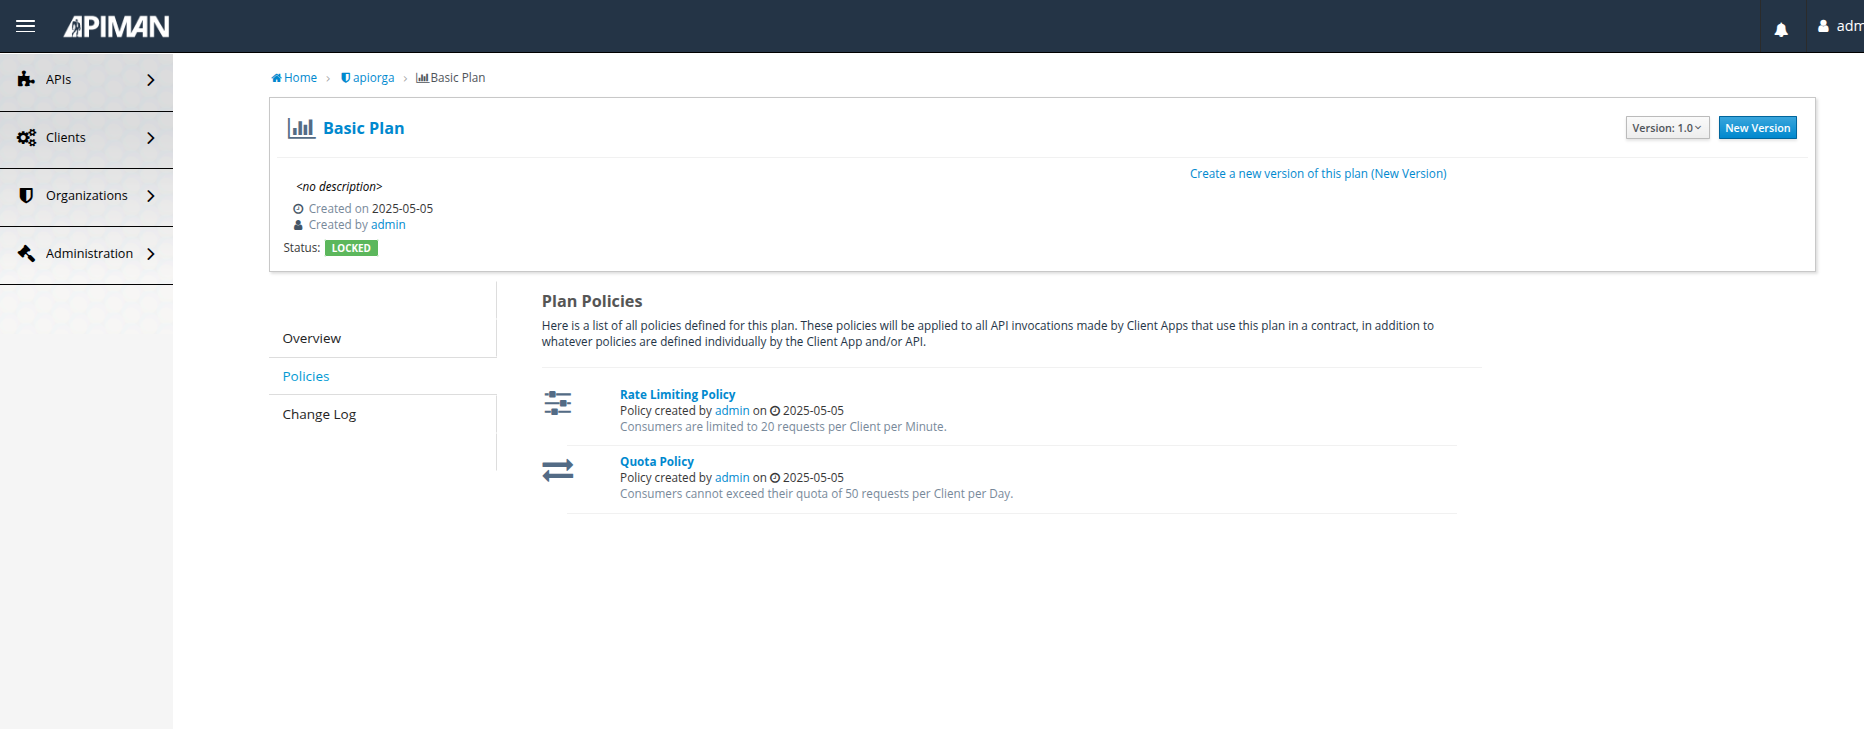 APIMAN
adm
APIs
Clients
Organizations
Administration
Home › apiorga › Basic Plan
Basic Plan
Version: 1.0
New Version
<no description>
Create a new version of this plan (New Version)
Created on 2025-05-05
Created by admin
Status: LOCKED
Overview
Policies
Change Log
Plan Policies
Here is a list of all policies defined for this plan. These policies will be applied to all API invocations made by Client Apps that use this plan in a contract, in addition to
whatever policies are defined individually by the Client App and/or API.
Rate Limiting Policy
Policy created by admin on 2025-05-05
Consumers are limited to 20 requests per Client per Minute.
Quota Policy
Policy created by admin on 2025-05-05
Consumers cannot exceed their quota of 50 requests per Client per Day.